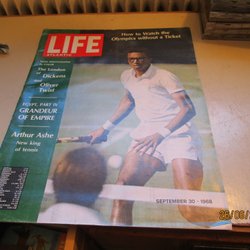 LIFE
ATLANTIC
How to Watch the
Olympics without a Ticket
The London
of
Dickens
And
Oliver
Twist
EGYPT, PART III
GRANDEUR
OF EMPIRE
Arthur Ashe
New king
of tennis
SEPTEMBER 30 · 1968